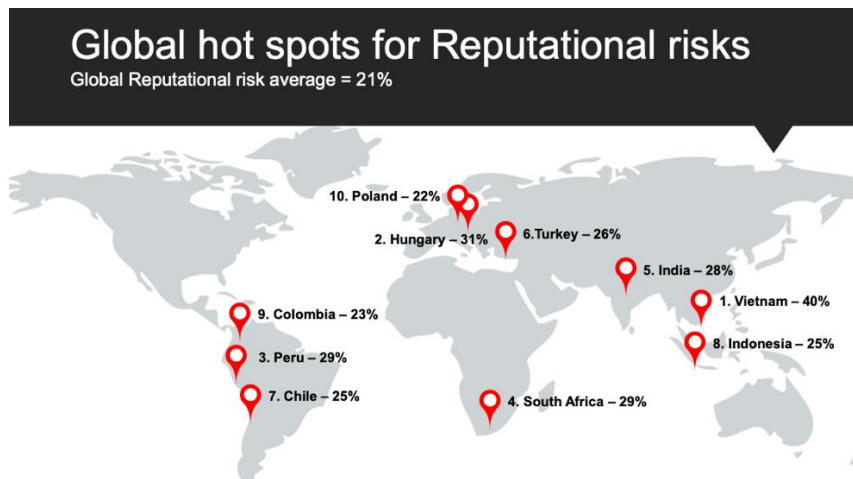 Global hot spots for Reputational risks
Global Reputational risk average = 21%
10. Poland – 22%
2. Hungary – 31%
6.Turkey – 26%
5. India – 28%
1. Vietnam – 40%
9. Colombia – 23%
8. Indonesia – 25%
3. Peru – 29%
7. Chile – 25%
4. South Africa – 29%